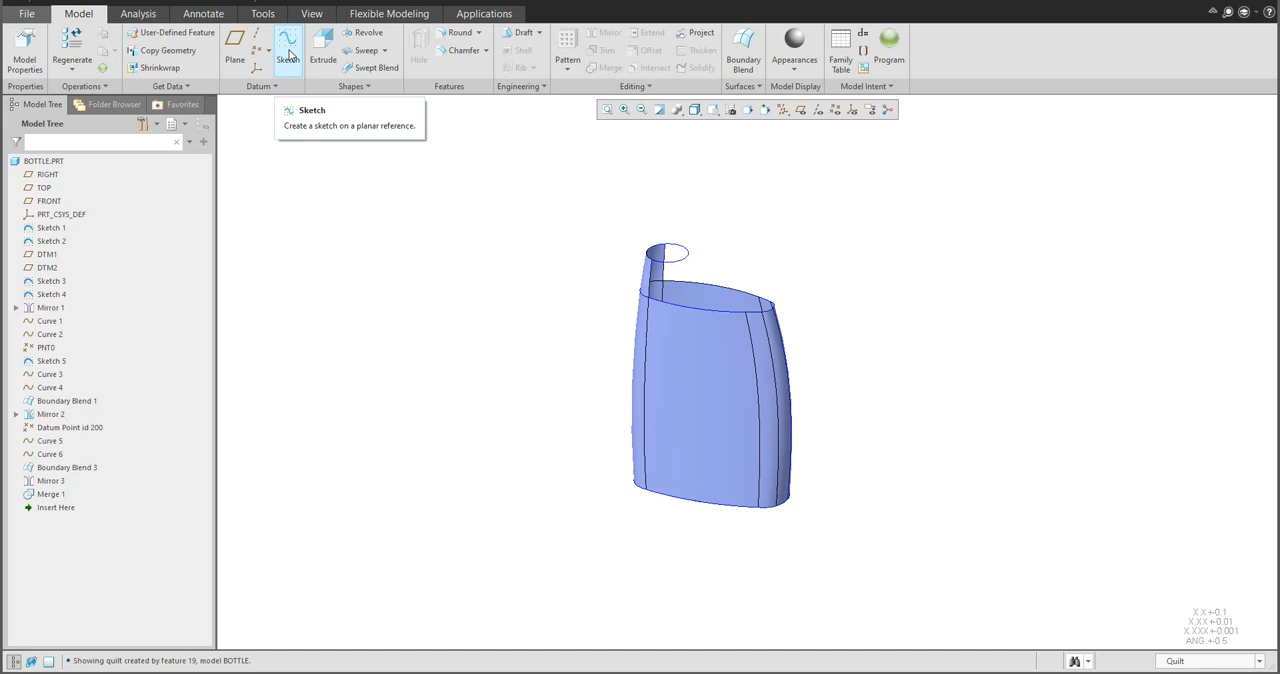 File Model Analysis Annotate Tools View Flexible Modeling Applications
Model Properties
Regenerate
User-Defined Feature
Copy Geometry
Shrinkwrap
Plane
Sketch
Extrude
Revolve
Sweep
Swept Blend
Hole
Round
Chamfer
Draft
Shell
Rib
Pattern
Mirror Extend Project
Trim Offset Thicken
Merge Intersect Solidify
Boundary Blend
Appearances
Family Table
d=
{ }
Program
Properties Operations Get Data Datum Shapes Features Engineering Editing Surfaces Model Display Model Intent
Model Tree Folder Browser Favorites
Model Tree
Sketch
Create a sketch on a planar reference.
BOTTLE.PRT
RIGHT
TOP
FRONT
PRT_CSYS_DEF
Sketch 1
Sketch 2
DTM1
DTM2
Sketch 3
Sketch 4
Mirror 1
Curve 1
Curve 2
PNT0
Sketch 5
Curve 3
Curve 4
Boundary Blend 1
Mirror 2
Datum Point id 200
Curve 5
Curve 6
Boundary Blend 3
Mirror 3
Merge 1
Insert Here
X.X+-0.1
X.XX+-0.01
X.XXX+-0.001
ANG.+-0.5
• Showing quilt created by feature 19, model BOTTLE.
Quilt